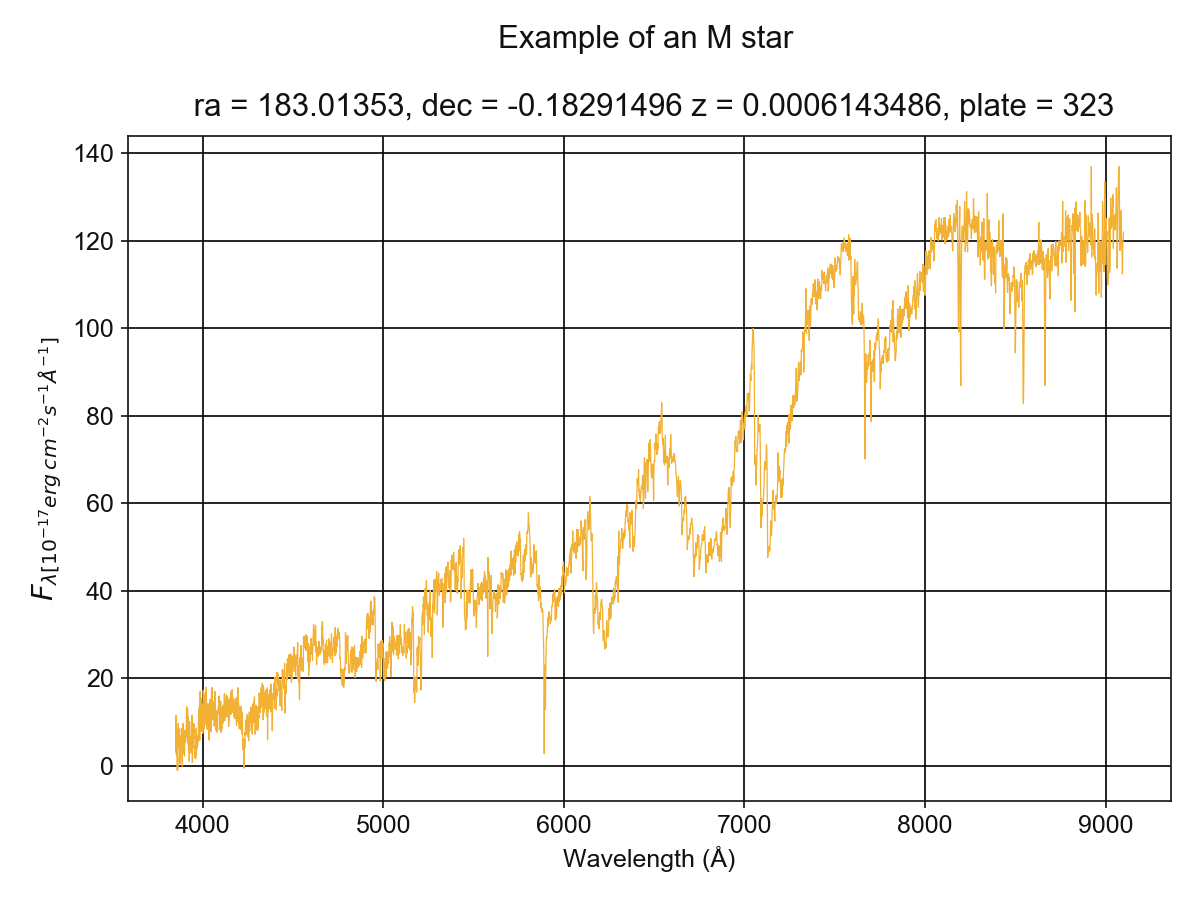 Example of an M star
ra = 183.01353, dec = -0.18291496 z = 0.0006143486, plate = 323
140
120
100
80
60
40
20
0
F_{λ[10^{-17} erg cm^{-2} s^{-1} Å^{-1}]}
4000 5000 6000 7000 8000 9000
Wavelength (Å)